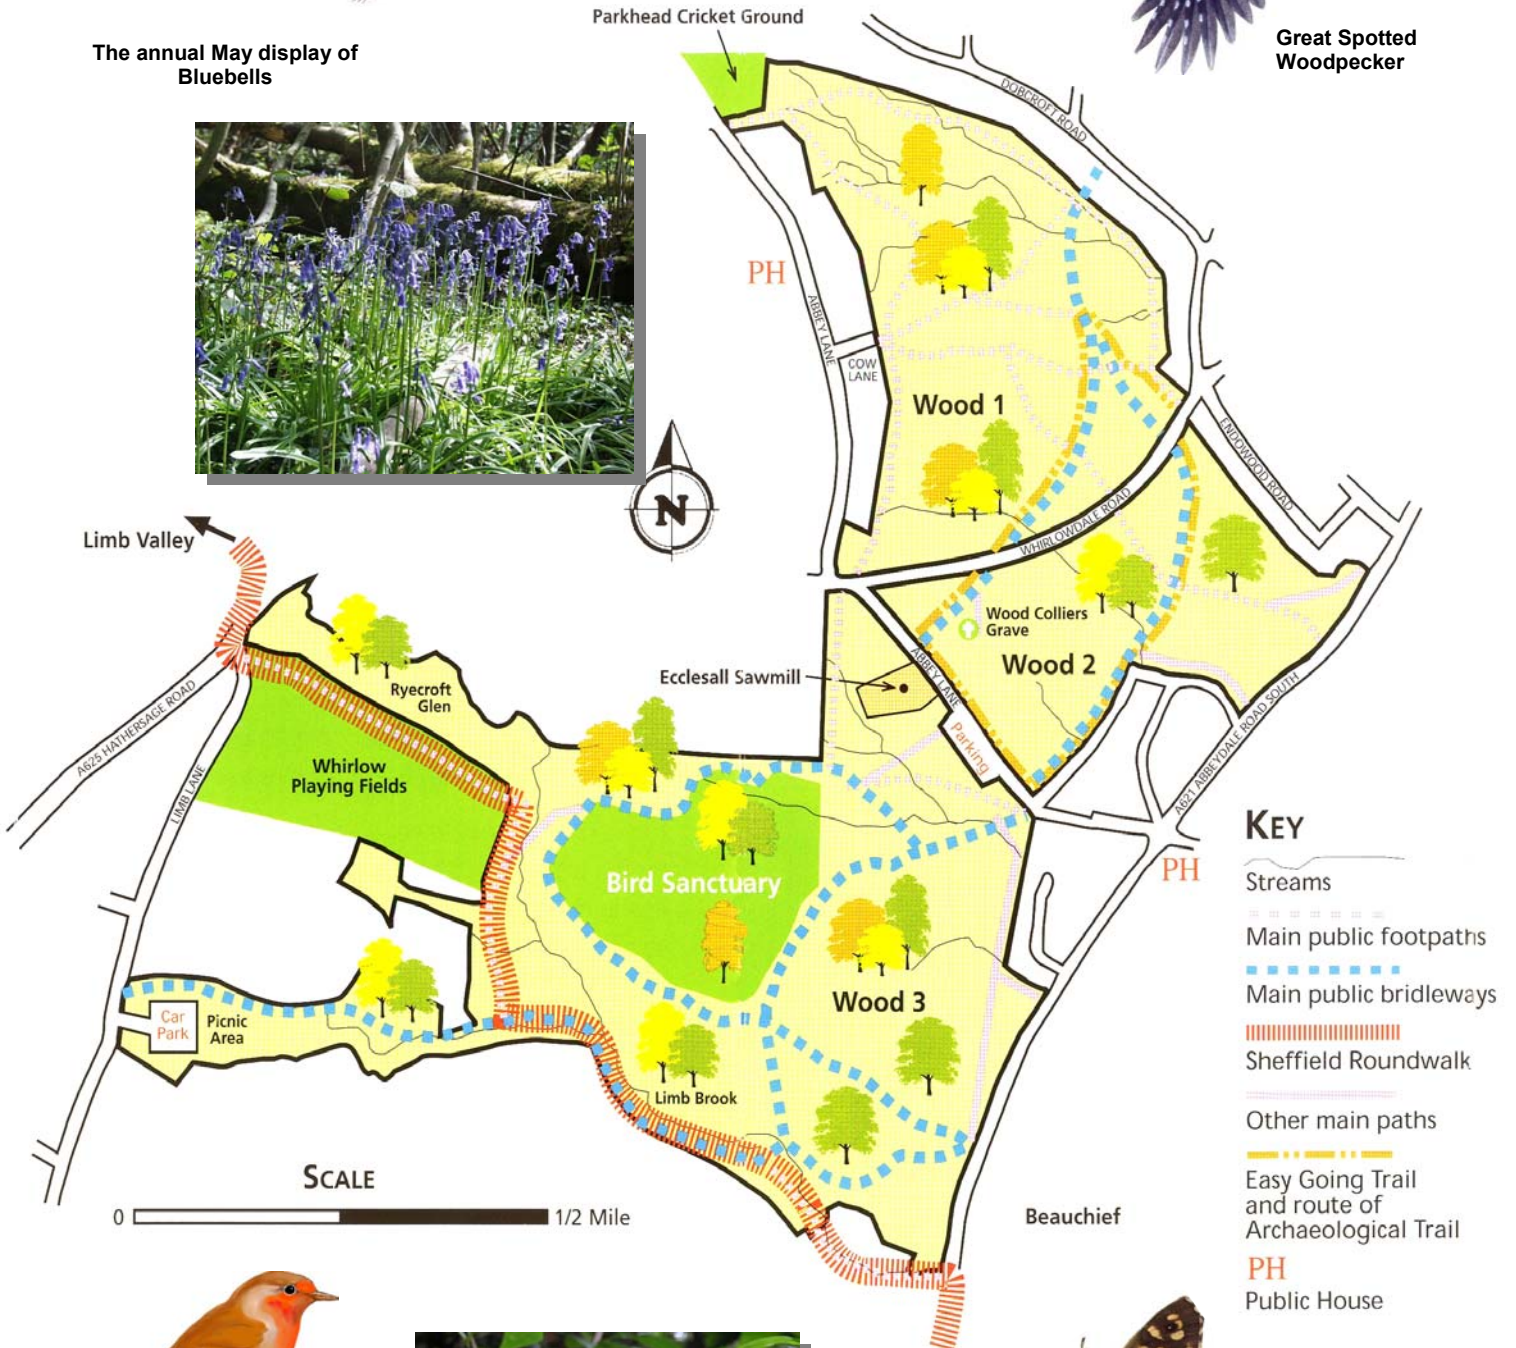 Parkhead Cricket Ground
The annual May display of
Bluebells
Great Spotted
Woodpecker
DOBCROFT ROAD
PH
ABBEY LANE
COW
LANE
Wood 1
ENDOWOOD ROAD
N
WHIRLOWDALE ROAD
Limb Valley
Wood Colliers
Grave
Wood 2
Ecclesall Sawmill
ABBEY LANE
Parking
Ryecroft
Glen
A625 HATHERSAGE ROAD
LIMB LANE
Whirlow
Playing Fields
A621 ABBEYDALE ROAD SOUTH
PH
Bird Sanctuary
Wood 3
Car
Park
Picnic
Area
Limb Brook
Beauchief
SCALE
0 1/2 Mile
KEY
Streams
Main public footpaths
Main public bridleways
Sheffield Roundwalk
Other main paths
Easy Going Trail
and route of
Archaeological Trail
PH
Public House